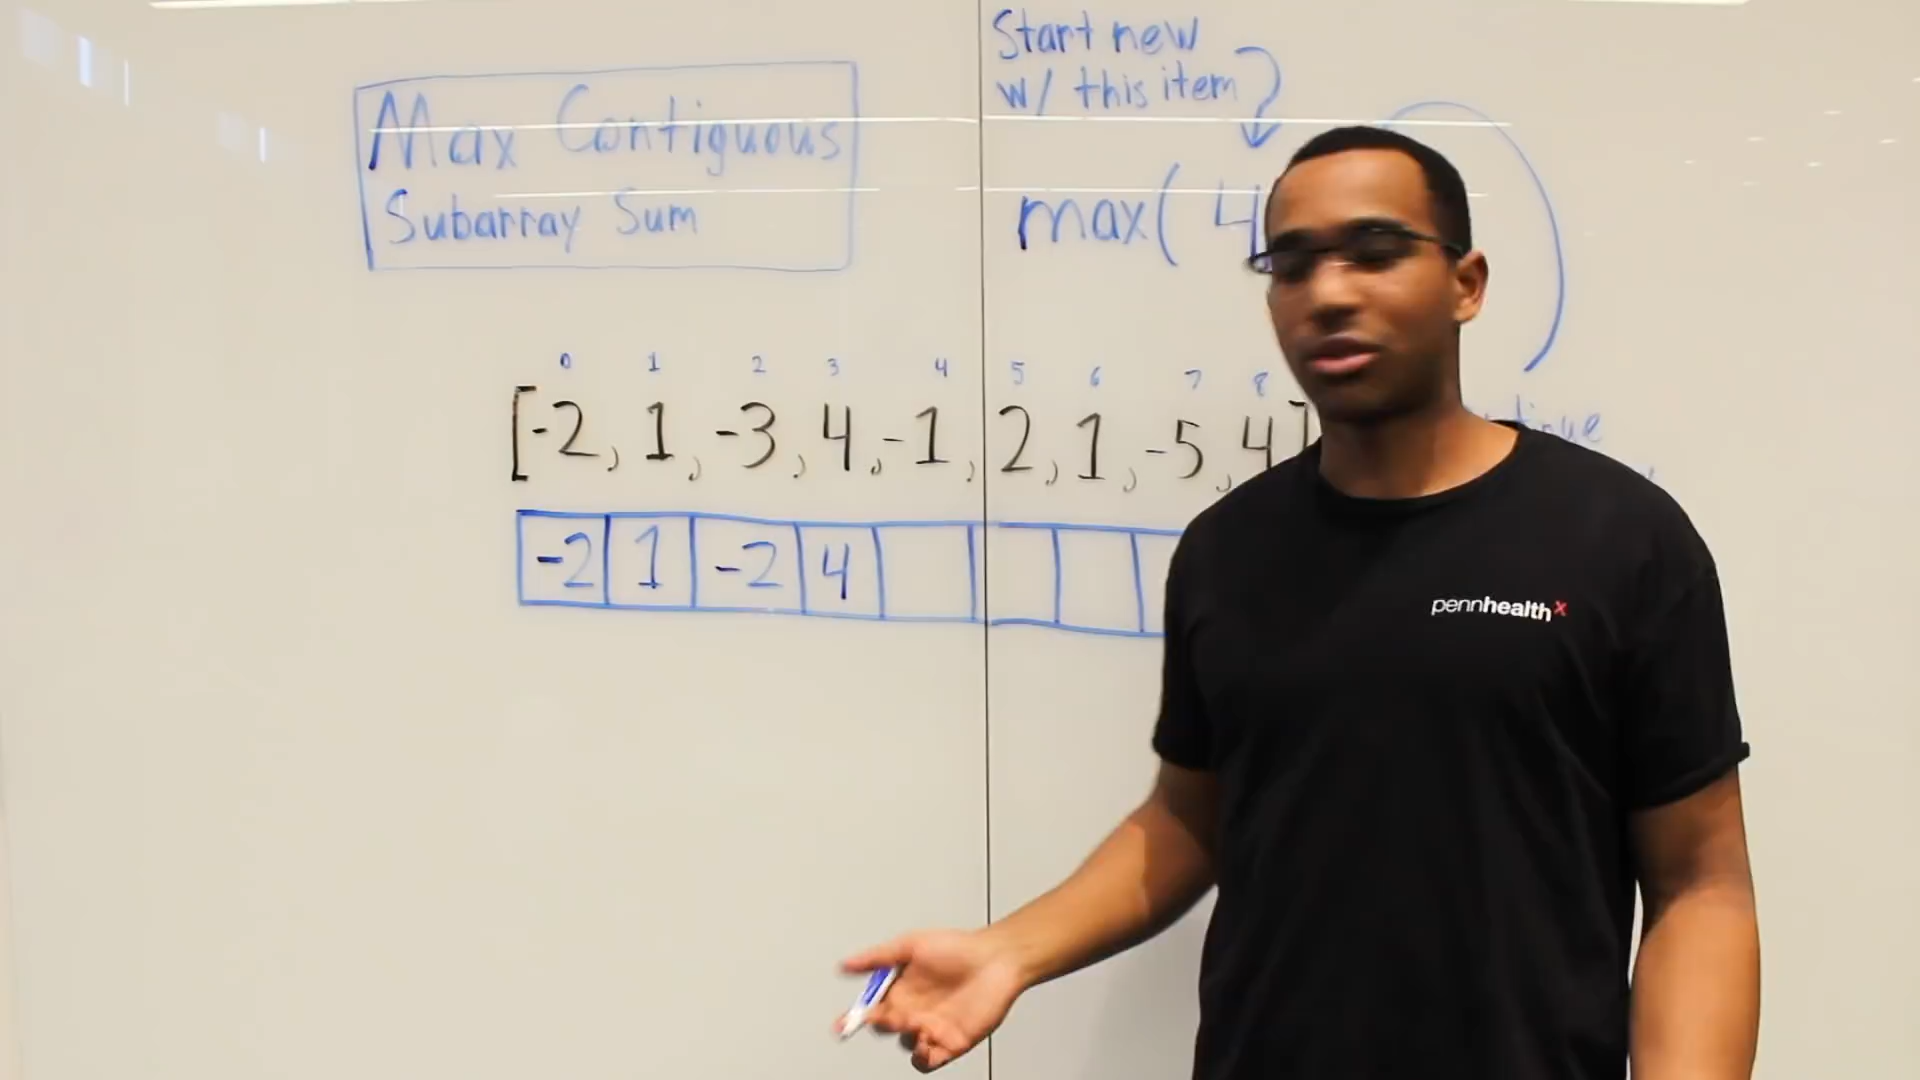 Start new
w/ this item
Max Contiguous
Subarray Sum
max( 4
0 1 2 3 4 5 6 7 8
[-2, 1, -3, 4, -1, 2, 1, -5, 4]
-2 1 -2 4
pennhealthx